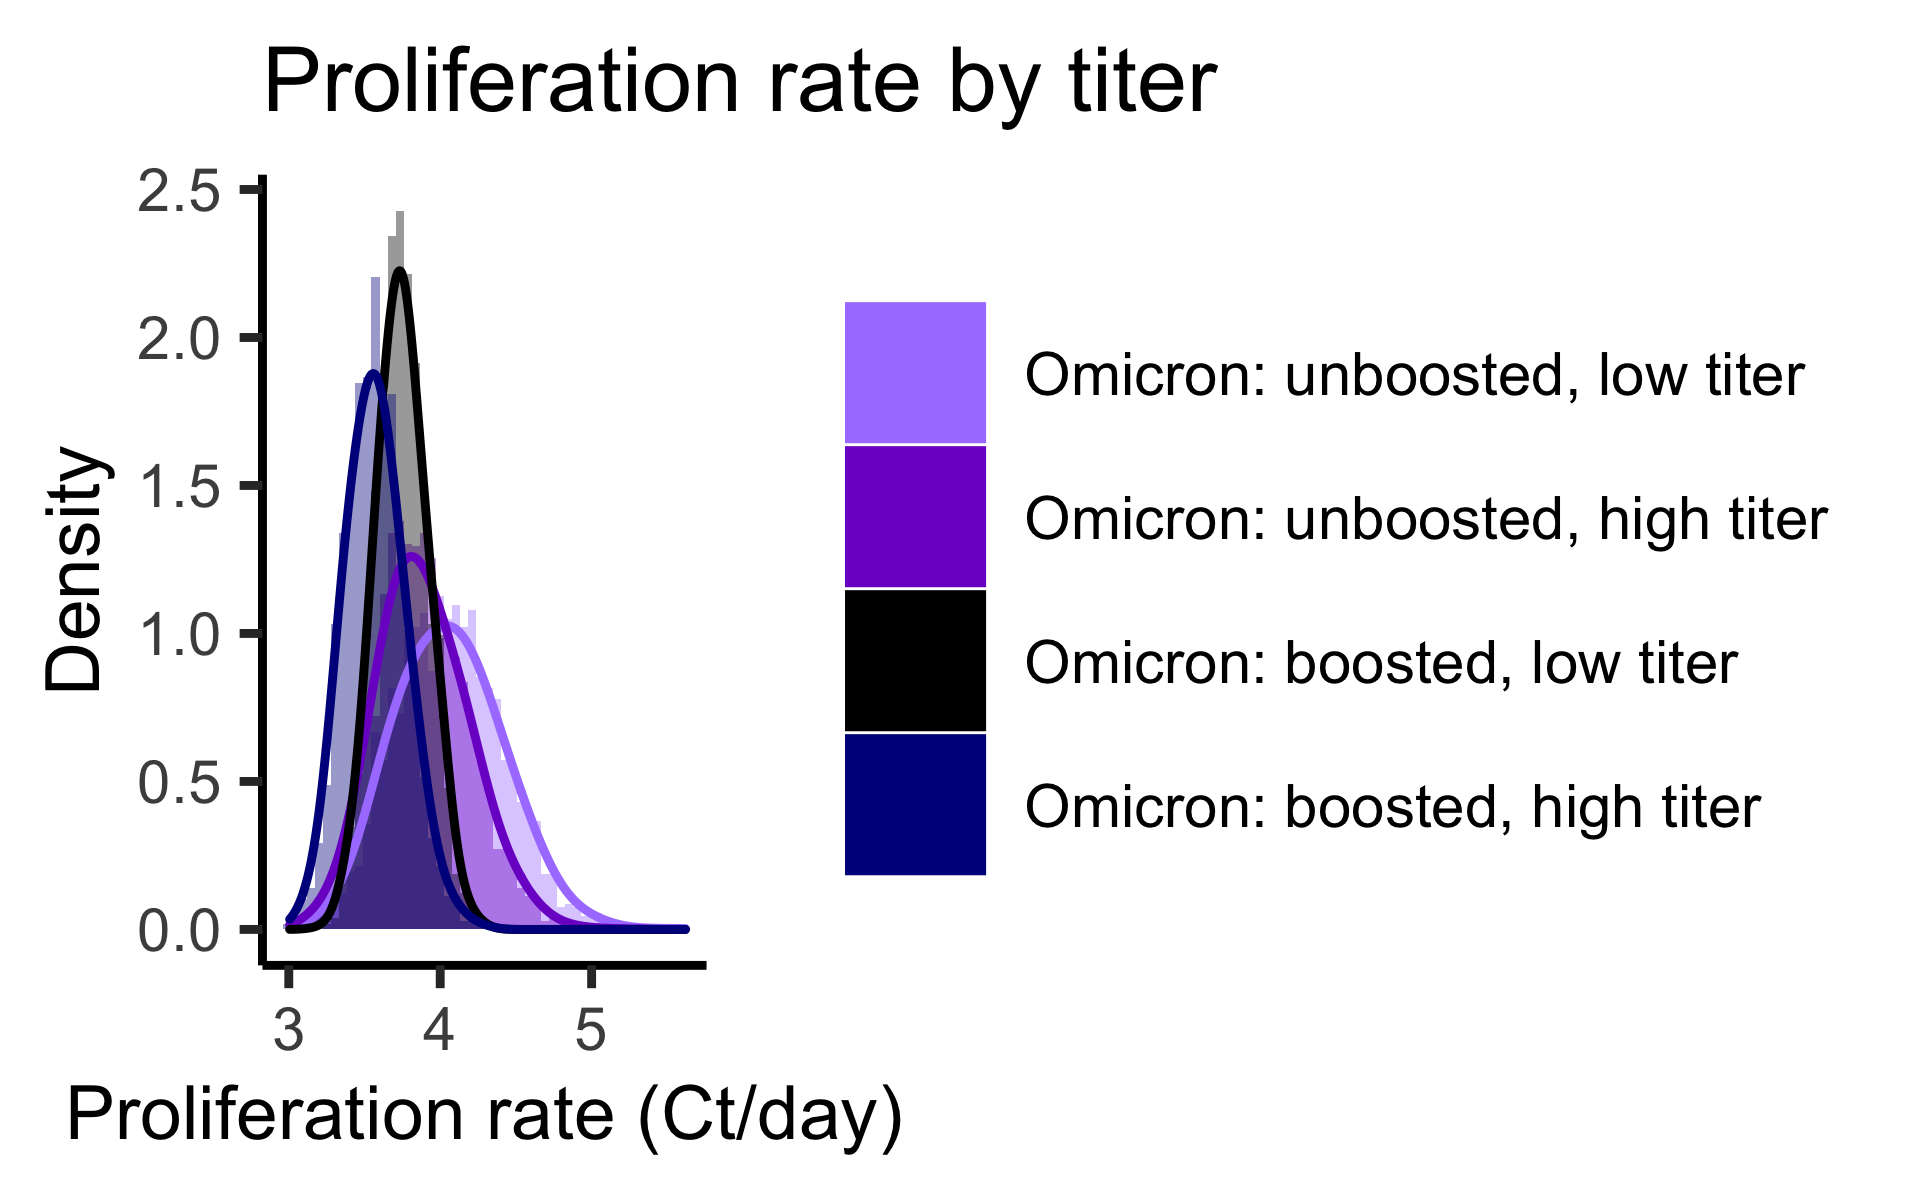 Proliferation rate by titer
2.5
2.0
1.5
1.0
0.5
0.0
Density
3 4 5
Proliferation rate (Ct/day)
Omicron: unboosted, low titer
Omicron: unboosted, high titer
Omicron: boosted, low titer
Omicron: boosted, high titer